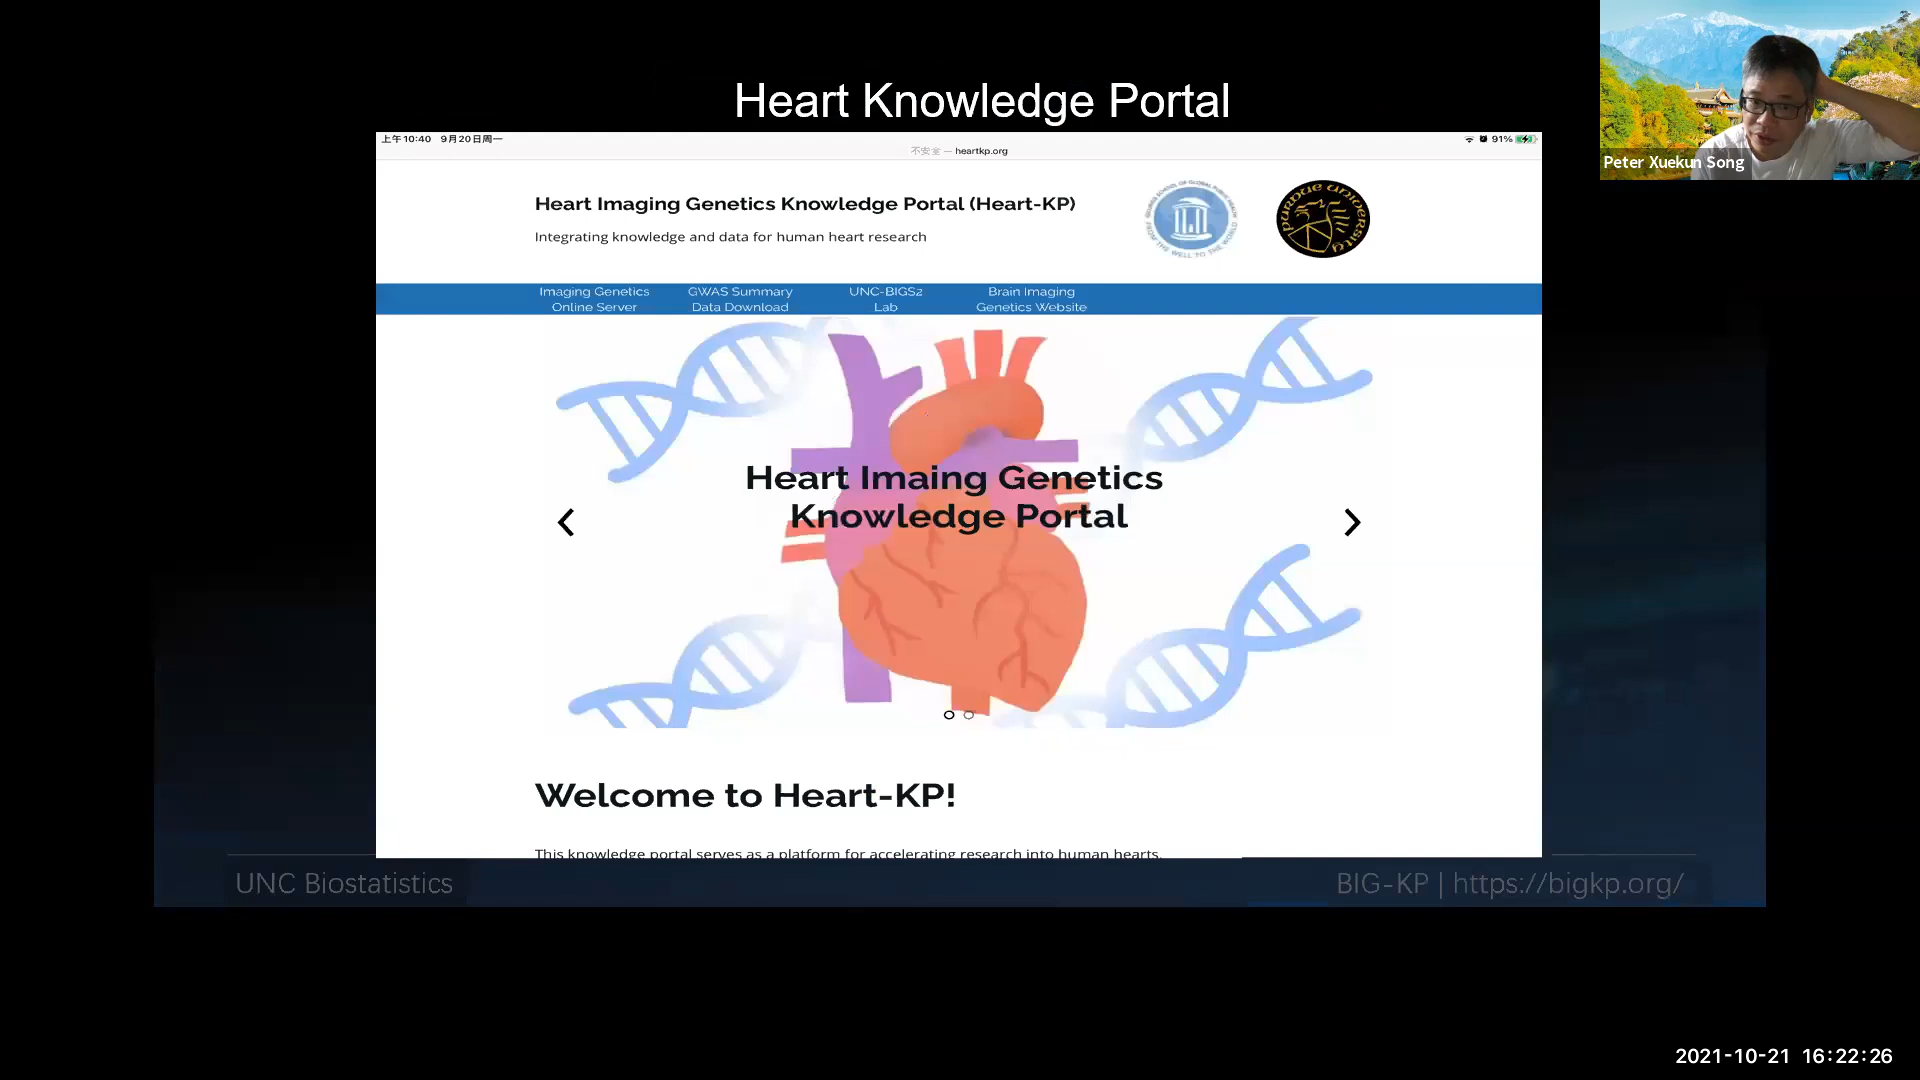 Heart Knowledge Portal
Peter Xuekun Song
上午10:40 9月20日周一
91%
不安全 — heartkp.org
Heart Imaging Genetics Knowledge Portal (Heart-KP)
Integrating knowledge and data for human heart research
PURDUE UNIVERSITY
Imaging Genetics
Online Server
GWAS Summary
Data Download
UNC-BIGS2
Lab
Brain Imaging
Genetics Website
Heart Imaing Genetics
Knowledge Portal
Welcome to Heart-KP!
This knowledge portal serves as a platform for accelerating research into human hearts.
UNC Biostatistics
BIG-KP | https://bigkp.org/
2021-10-21 16:22:26